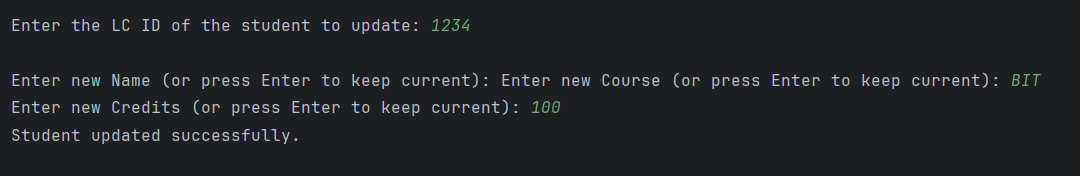 Enter the LC ID of the student to update: 1234
Enter new Name (or press Enter to keep current): Enter new Course (or press Enter to keep current): BIT
Enter new Credits (or press Enter to keep current): 100
Student updated successfully.